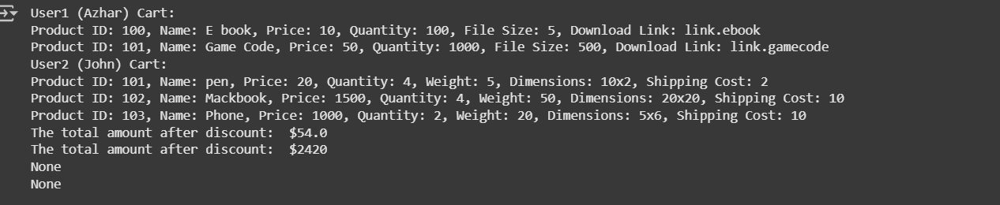 User1 (Azhar) Cart:
Product ID: 100, Name: E book, Price: 10, Quantity: 100, File Size: 5, Download Link: link.ebook
Product ID: 101, Name: Game Code, Price: 50, Quantity: 1000, File Size: 500, Download Link: link.gamecode
User2 (John) Cart:
Product ID: 101, Name: pen, Price: 20, Quantity: 4, Weight: 5, Dimensions: 10x2, Shipping Cost: 2
Product ID: 102, Name: Mackbook, Price: 1500, Quantity: 4, Weight: 50, Dimensions: 20x20, Shipping Cost: 10
Product ID: 103, Name: Phone, Price: 1000, Quantity: 2, Weight: 20, Dimensions: 5x6, Shipping Cost: 10
The total amount after discount:  $54.0
The total amount after discount:  $2420
None
None